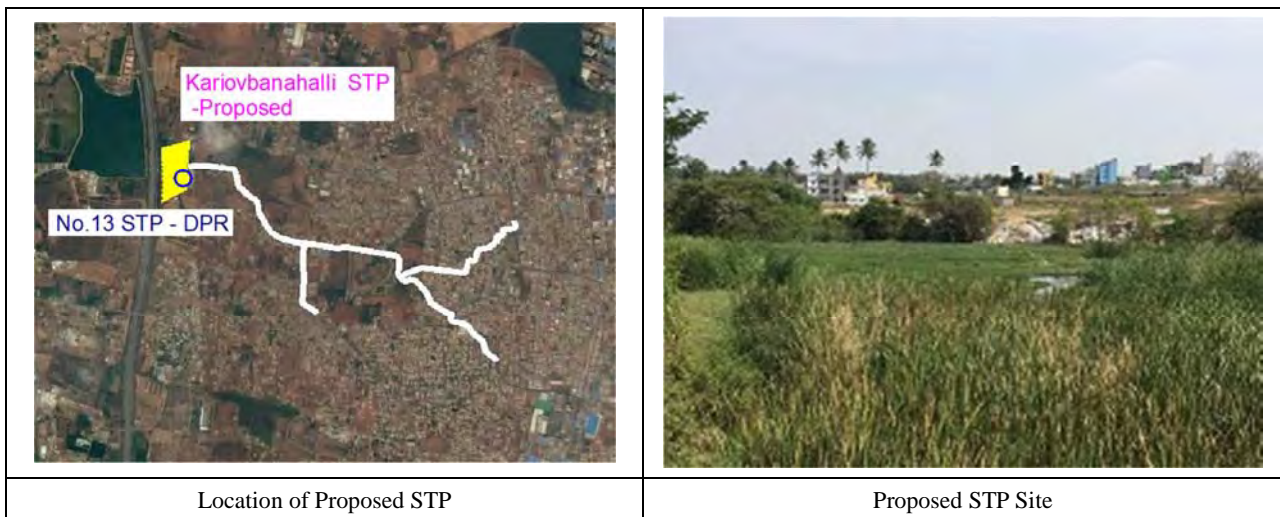 Kariovbanahalli STP
-Proposed
No.13 STP - DPR
Location of Proposed STP
Proposed STP Site